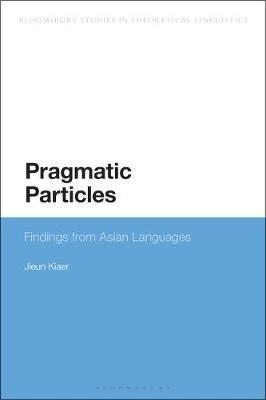 BLOOMSBURY STUDIES IN THEORETICAL LINGUISTICS
Pragmatic
Particles
Findings from Asian Languages
Jieun Kiaer
BLOOMSBURY